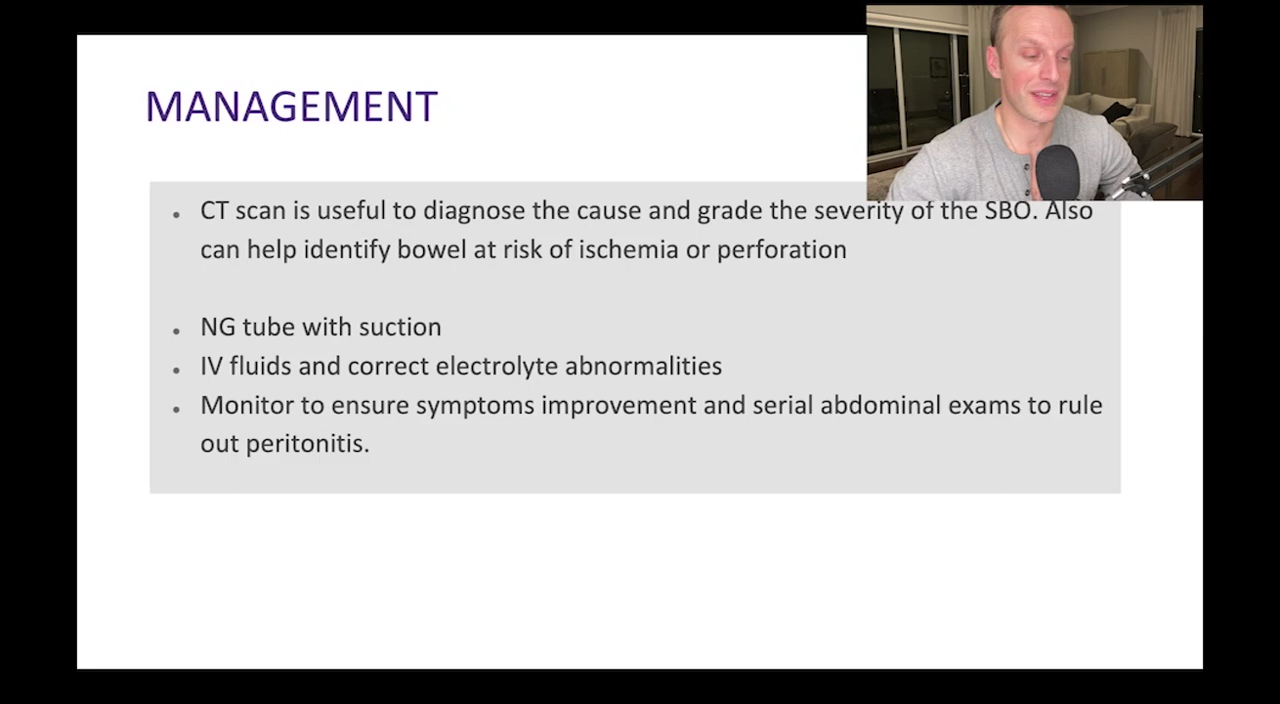 MANAGEMENT
CT scan is useful to diagnose the cause and grade the severity of the SBO. Also
can help identify bowel at risk of ischemia or perforation
NG tube with suction
IV fluids and correct electrolyte abnormalities
Monitor to ensure symptoms improvement and serial abdominal exams to rule
out peritonitis.